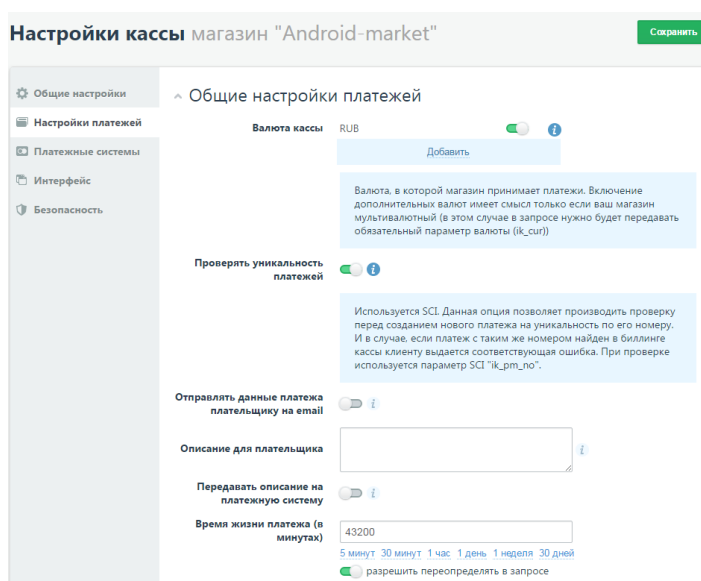 Настройки кассы магазин "Android-market"
Сохранить
Общие настройки
Настройки платежей
Платежные системы
Интерфейс
Безопасность
Общие настройки платежей
Валюта кассы RUB
Добавить
Валюта, в которой магазин принимает платежи. Включение
дополнительных валют имеет смысл только если ваш магазин
мультивалютный (в этом случае в запросе нужно будет передавать
обязательный параметр валюты (ik_cur))
Проверять уникальность
платежей
Используется SCI. Данная опция позволяет производить проверку
перед созданием нового платежа на уникальность по его номеру.
И в случае, если платеж с таким же номером найден в биллинге
кассы клиенту выдается соответствующая ошибка. При проверке
используется параметр SCI "ik_pm_no".
Отправлять данные платежа
плательщику на email
Описание для плательщика
Передавать описание на
платежную систему
Время жизни платежа (в
минутах)
43200
5 минут 30 минут 1 час 1 день 1 неделя 30 дней
разрешить переопределять в запросе